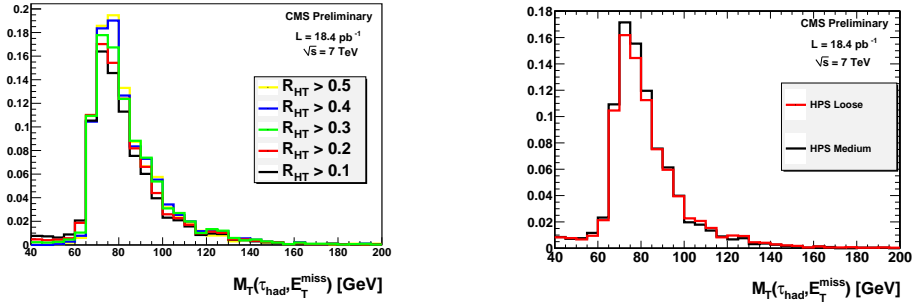 CMS Preliminary
L = 18.4 pb⁻¹
√s = 7 TeV
R_HT > 0.5
R_HT > 0.4
R_HT > 0.3
R_HT > 0.2
R_HT > 0.1
0.2
0.18
0.16
0.14
0.12
0.1
0.08
0.06
0.04
0.02
0
40 60 80 100 120 140 160 180 200
M_T(τ_had,E_T^miss) [GeV]
CMS Preliminary
L = 18.4 pb⁻¹
√s = 7 TeV
HPS Loose
HPS Medium
0.18
0.16
0.14
0.12
0.1
0.08
0.06
0.04
0.02
0.0
40 60 80 100 120 140 160 180 200
M_T(τ_had,E_T^miss) [GeV]